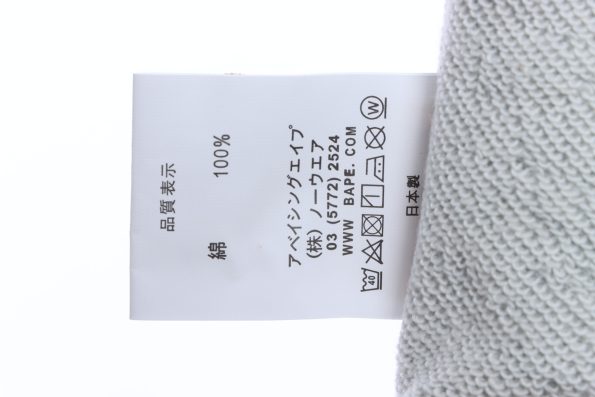 品質表示
綿 100%
アベイシングエイプ
(株) ノーウエア
03 (5772) 2524
WWW BAPE. COM
40 W
日本製